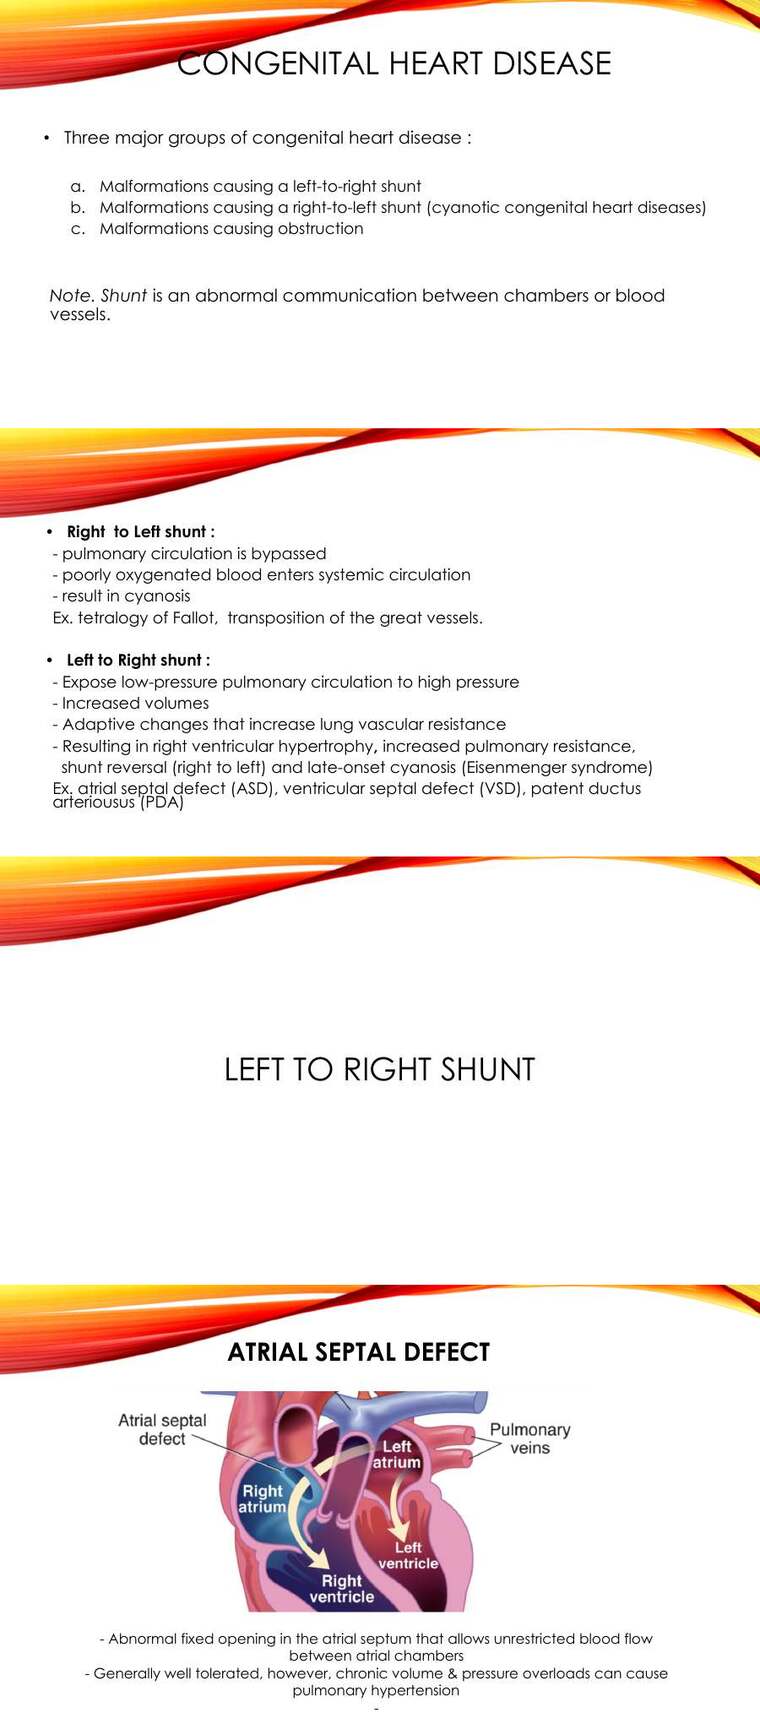 CONGENITAL HEART DISEASE
• Three major groups of congenital heart disease :
a. Malformations causing a left-to-right shunt
b. Malformations causing a right-to-left shunt (cyanotic congenital heart diseases)
c. Malformations causing obstruction
Note. Shunt is an abnormal communication between chambers or blood
vessels.
• Right to Left shunt :
- pulmonary circulation is bypassed
- poorly oxygenated blood enters systemic circulation
- result in cyanosis
Ex. tetralogy of Fallot, transposition of the great vessels.
• Left to Right shunt :
- Expose low-pressure pulmonary circulation to high pressure
- Increased volumes
- Adaptive changes that increase lung vascular resistance
- Resulting in right ventricular hypertrophy, increased pulmonary resistance,
shunt reversal (right to left) and late-onset cyanosis (Eisenmenger syndrome)
Ex. atrial septal defect (ASD), ventricular septal defect (VSD), patent ductus
arteriousus (PDA)
LEFT TO RIGHT SHUNT
ATRIAL SEPTAL DEFECT
Atrial septal
defect
Pulmonary
veins
Left
atrium
Right
atrium
Left
ventricle
Right
ventricle
- Abnormal fixed opening in the atrial septum that allows unrestricted blood flow
between atrial chambers
- Generally well tolerated, however, chronic volume & pressure overloads can cause
pulmonary hypertension
-